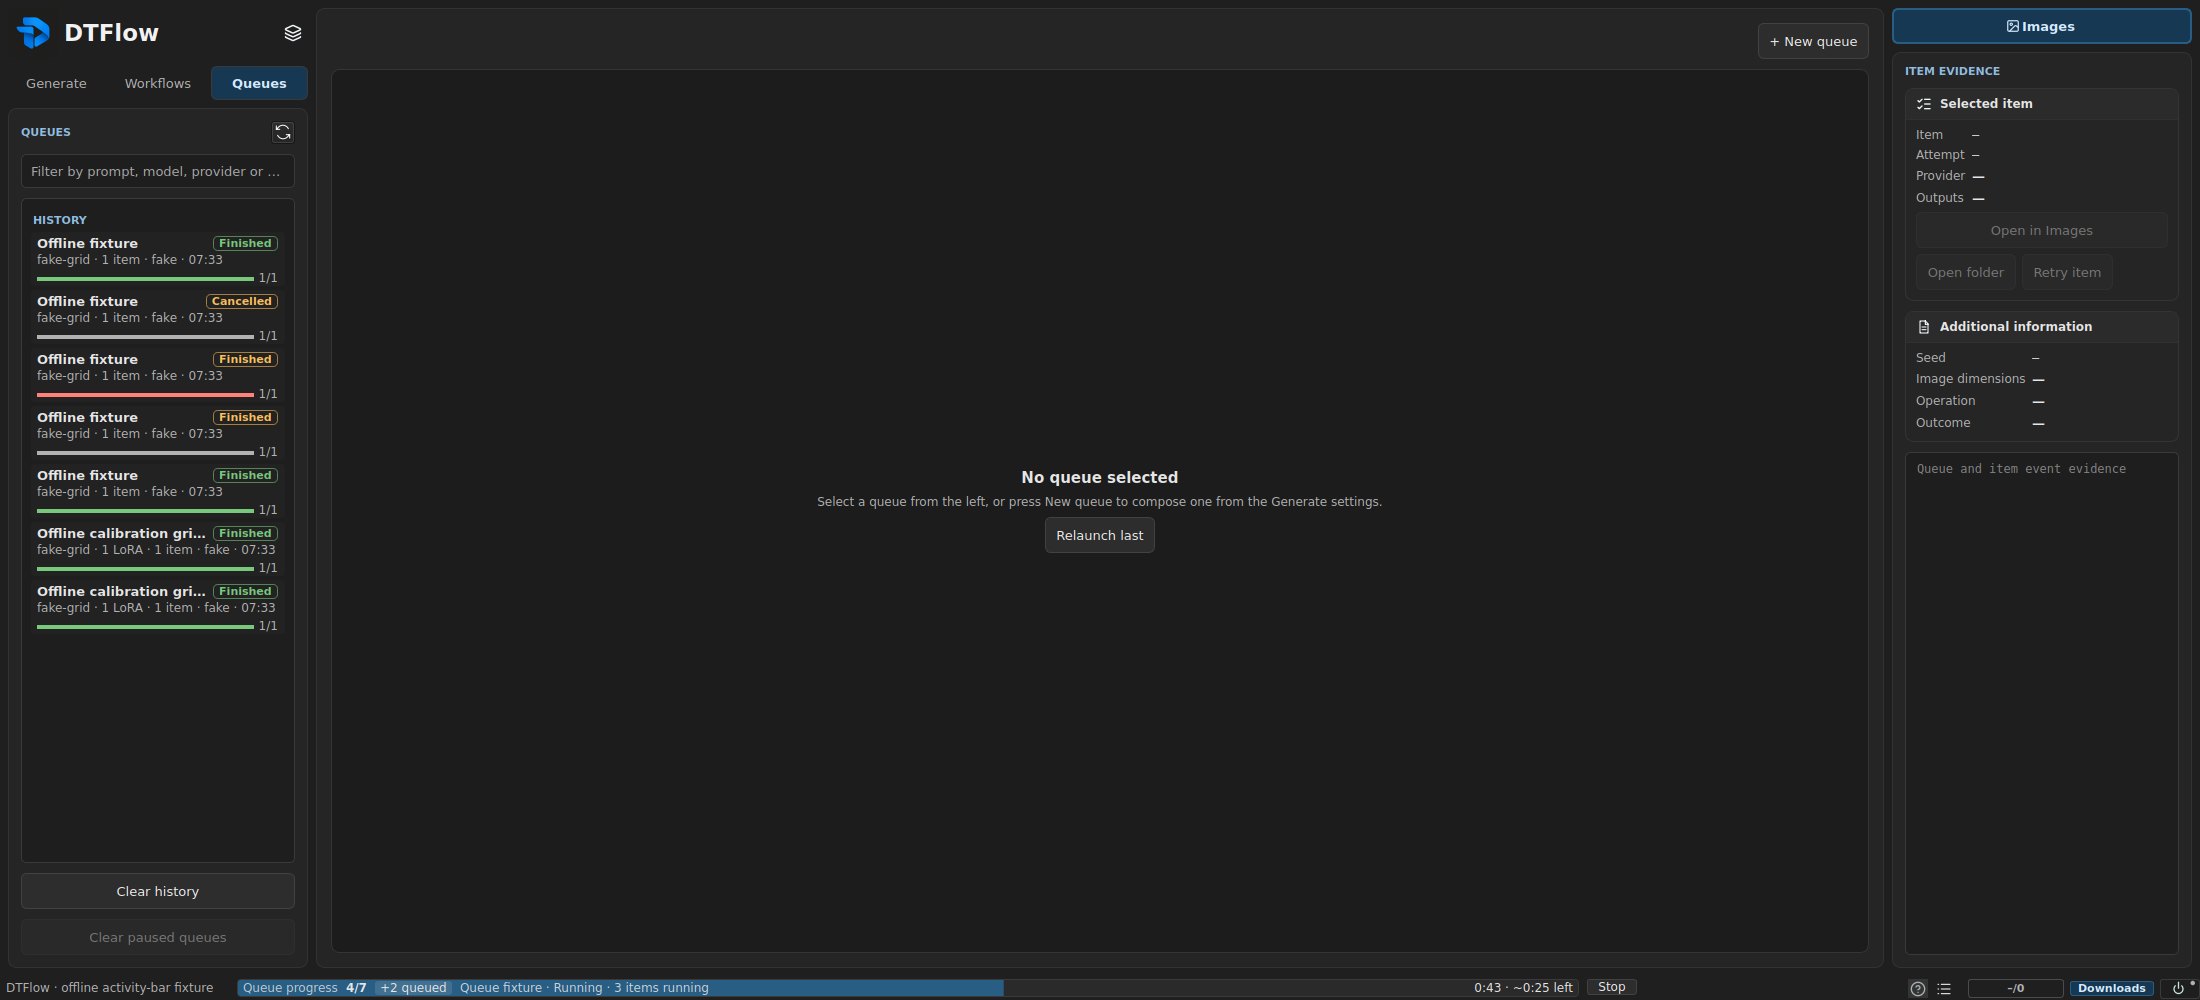 DTFlow
Generate Workflows Queues
QUEUES
Filter by prompt, model, provider or ...
HISTORY
Offline fixture Finished
fake-grid · 1 item · fake · 07:33
1/1
Offline fixture Cancelled
fake-grid · 1 item · fake · 07:33
1/1
Offline fixture Finished
fake-grid · 1 item · fake · 07:33
1/1
Offline fixture Finished
fake-grid · 1 item · fake · 07:33
1/1
Offline fixture Finished
fake-grid · 1 item · fake · 07:33
1/1
Offline calibration gri... Finished
fake-grid · 1 LoRA · 1 item · fake · 07:33
1/1
Offline calibration gri... Finished
fake-grid · 1 LoRA · 1 item · fake · 07:33
1/1
Clear history
Clear paused queues
+ New queue
No queue selected
Select a queue from the left, or press New queue to compose one from the Generate settings.
Relaunch last
Images
ITEM EVIDENCE
Selected item
Item –
Attempt –
Provider —
Outputs —
Open in Images
Open folder Retry item
Additional information
Seed –
Image dimensions —
Operation —
Outcome —
Queue and item event evidence
DTFlow · offline activity-bar fixture Queue progress 4/7 +2 queued Queue fixture · Running · 3 items running 0:43 · ~0:25 left Stop –/0 Downloads